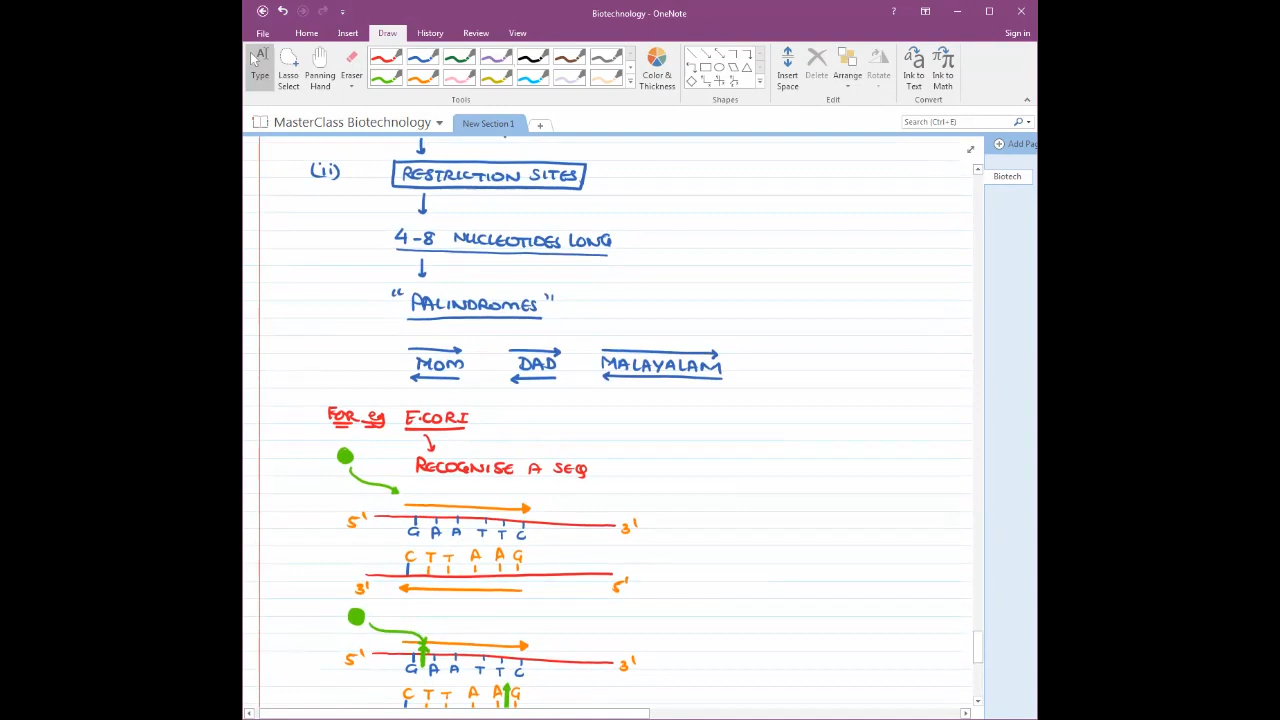 Biotechnology - OneNote
?
File Home Insert Draw History Review View
Sign in
Type
Lasso Select
Panning Hand
Eraser
Color & Thickness
Insert Space
Delete
Arrange
Rotate
Ink to Text
Ink to Math
Tools
Shapes
Edit
Convert
MasterClass Biotechnology
New Section 1
Search (Ctrl+E)
Add Pag
Biotech
(ii) RESTRICTION SITES
4-8 NUCLEOTIDES LONG
"PALINDROMES"
MOM DAD MALAYALAM
FOR eg E.CORI
RECOGNISE A SEQ
5' 3'
G A A T T C
C T T A A G
3' 5'
5' 3'
G A A T T C
C T T A A G